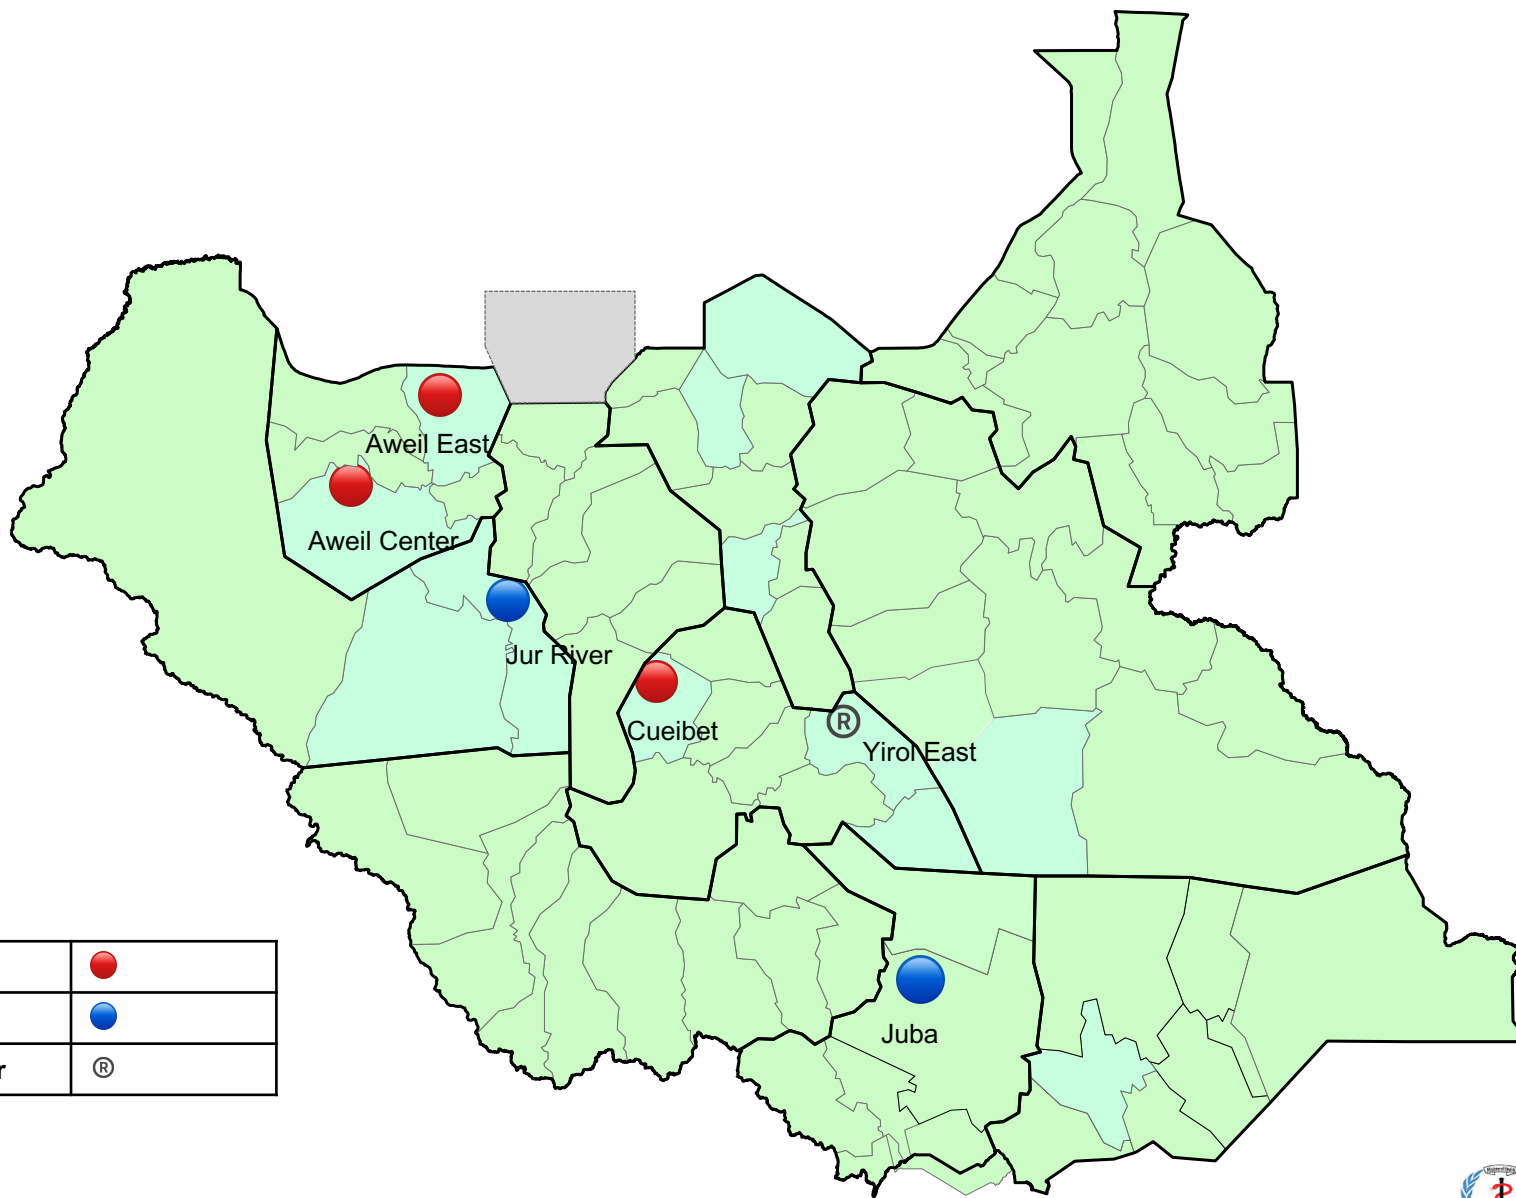 Aweil East
Aweil Center
Jur River
Cueibet
® Yirol East
Juba
r
®